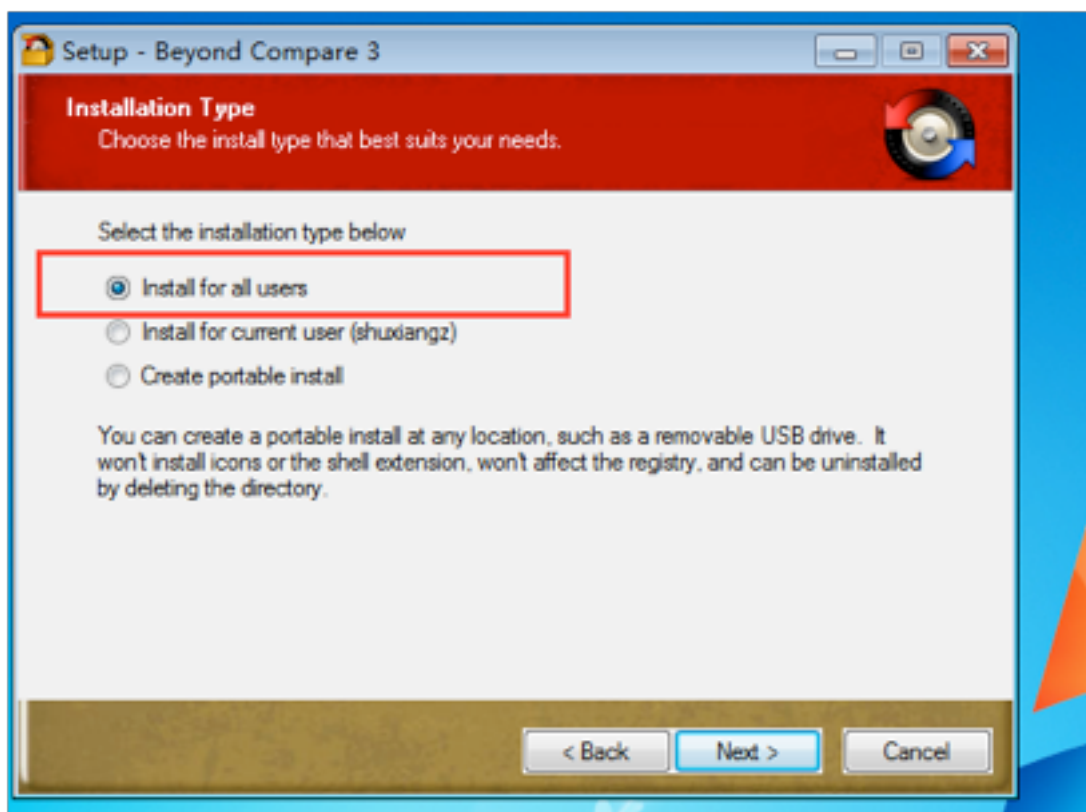 Setup - Beyond Compare 3
Installation Type
Choose the install type that best suits your needs.
Select the installation type below
Install for all users
Install for current user (shuxiangz)
Create portable install
You can create a portable install at any location, such as a removable USB drive. It
won't install icons or the shell extension, won't affect the registry, and can be uninstalled
by deleting the directory.
< Back Next > Cancel